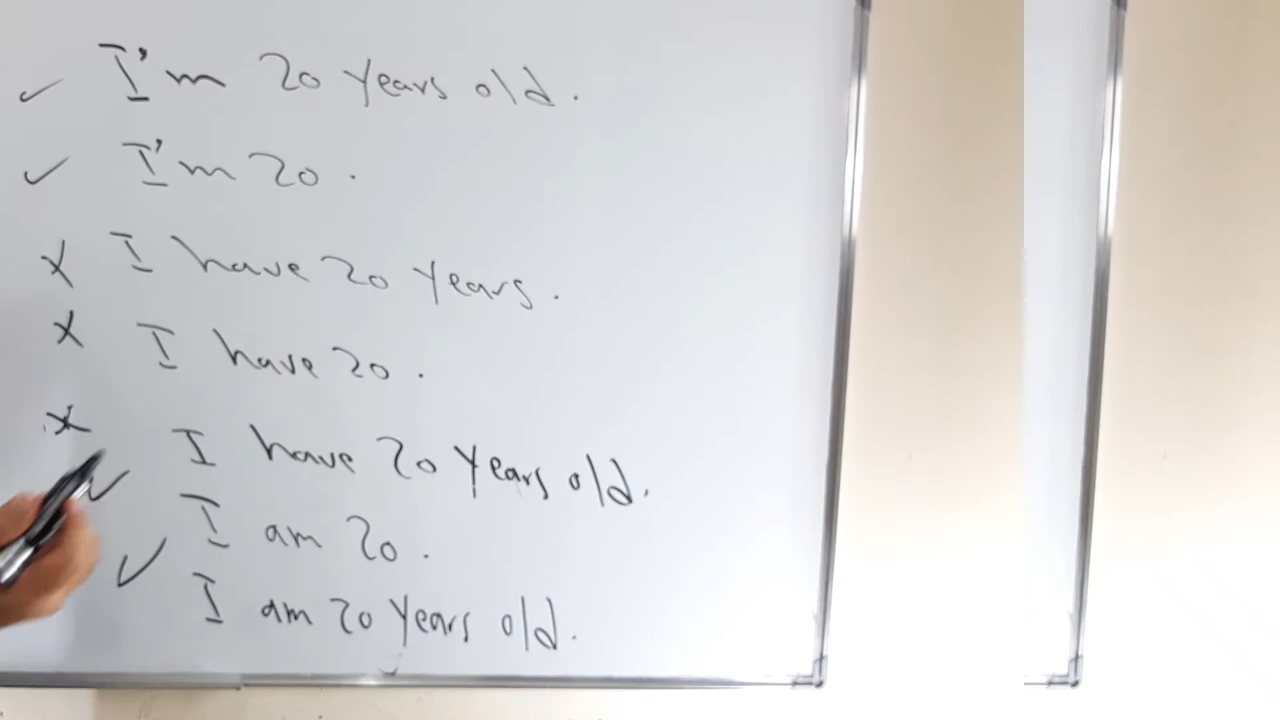 ✓ I'm 20 years old.
✓ I'm 20.
X I have 20 years.
X I have 20.
X I have 20 years old.
✓ I am 20.
✓ I am 20 years old.